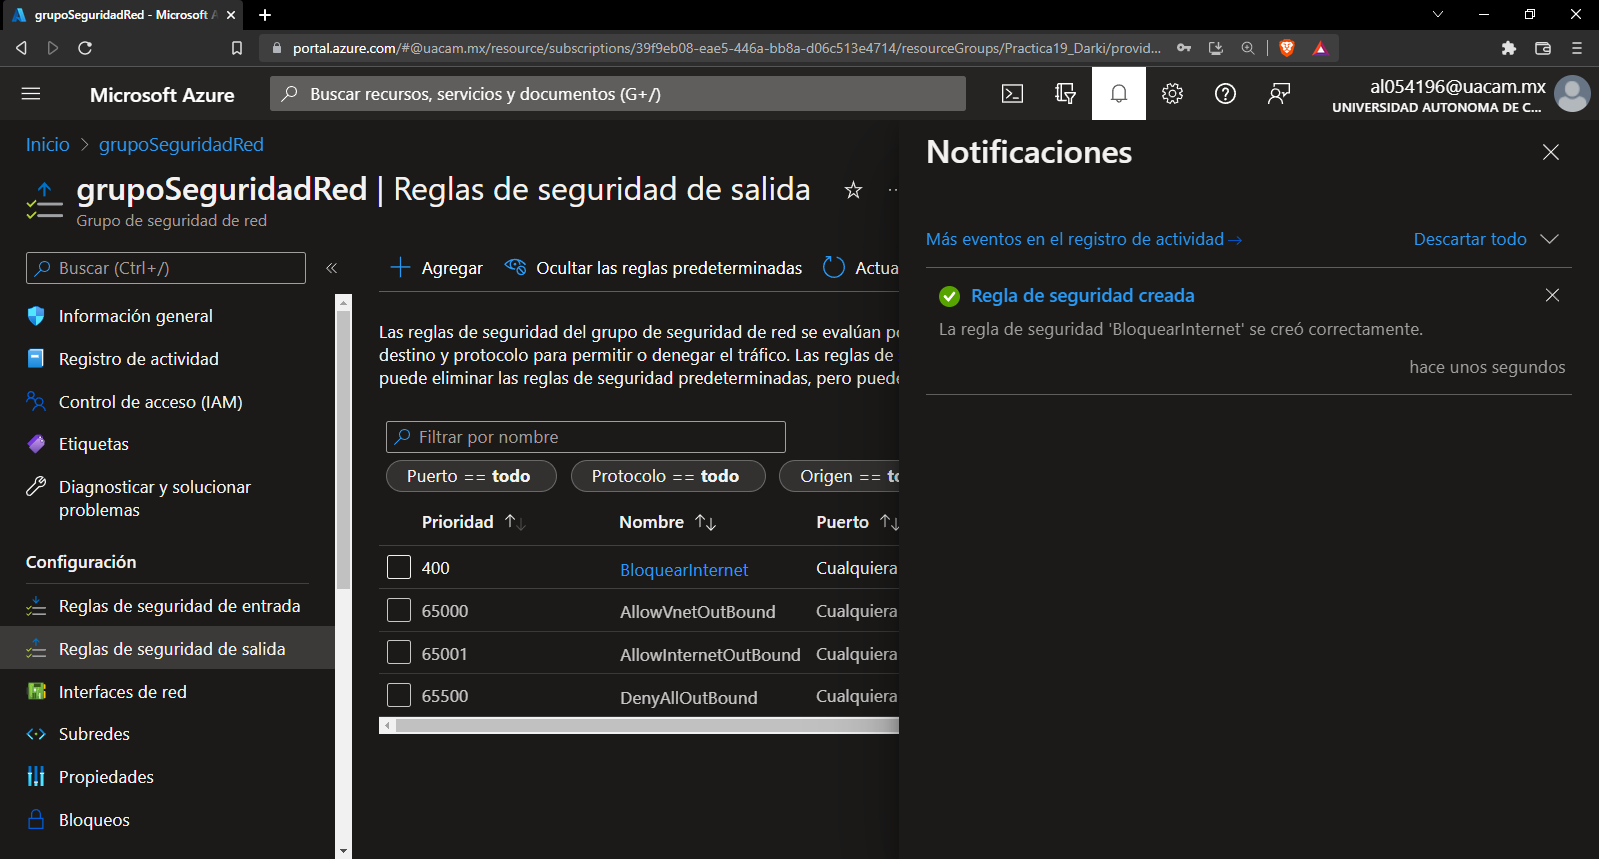 grupoSeguridadRed - Microsoft A
portal.azure.com/#@uacam.mx/resource/subscriptions/39f9eb08-eae5-446a-bb8a-d06c513e4714/resourceGroups/Practica19_Darki/provid...
Microsoft Azure
Buscar recursos, servicios y documentos (G+/)
al054196@uacam.mx
UNIVERSIDAD AUTONOMA DE C...
Inicio > grupoSeguridadRed
grupoSeguridadRed | Reglas de seguridad de salida
Grupo de seguridad de red
Buscar (Ctrl+/)
«
Información general
Registro de actividad
Control de acceso (IAM)
Etiquetas
Diagnosticar y solucionar
problemas
Configuración
Reglas de seguridad de entrada
Reglas de seguridad de salida
Interfaces de red
Subredes
Propiedades
Bloqueos
Agregar
Ocultar las reglas predeterminadas
Actua
Las reglas de seguridad del grupo de seguridad de red se evalúan p
destino y protocolo para permitir o denegar el tráfico. Las reglas de
puede eliminar las reglas de seguridad predeterminadas, pero puede
Filtrar por nombre
Puerto == todo
Protocolo == todo
Origen == to
Prioridad ↑↓ Nombre ↑↓ Puerto ↑↓
400 BloquearInternet Cualquiera
65000 AllowVnetOutBound Cualquiera
65001 AllowInternetOutBound Cualquiera
65500 DenyAllOutBound Cualquiera
Notificaciones
Más eventos en el registro de actividad →
Descartar todo
Regla de seguridad creada
La regla de seguridad 'BloquearInternet' se creó correctamente.
hace unos segundos